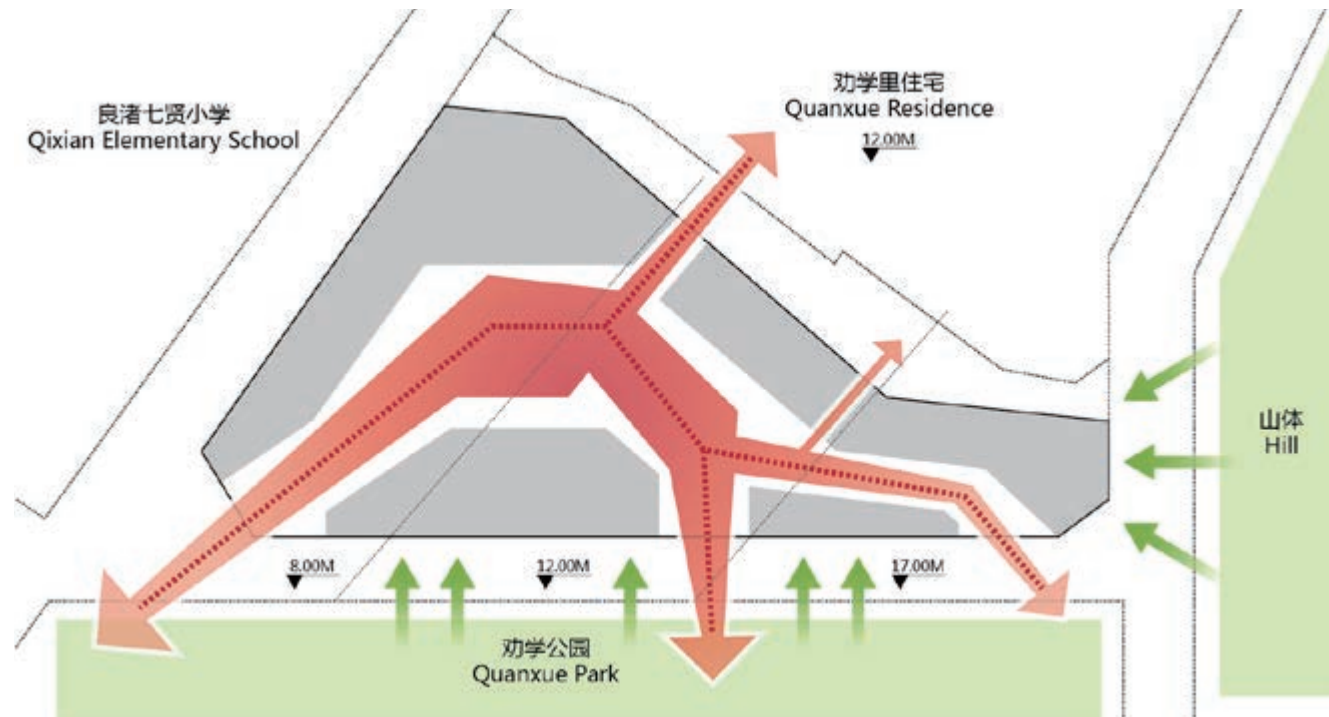 良渚七贤小学
Qixian Elementary School
劝学里住宅
Quanxue Residence
12.00M
山体
Hill
8.00M
12.00M
17.00M
劝学公园
Quanxue Park